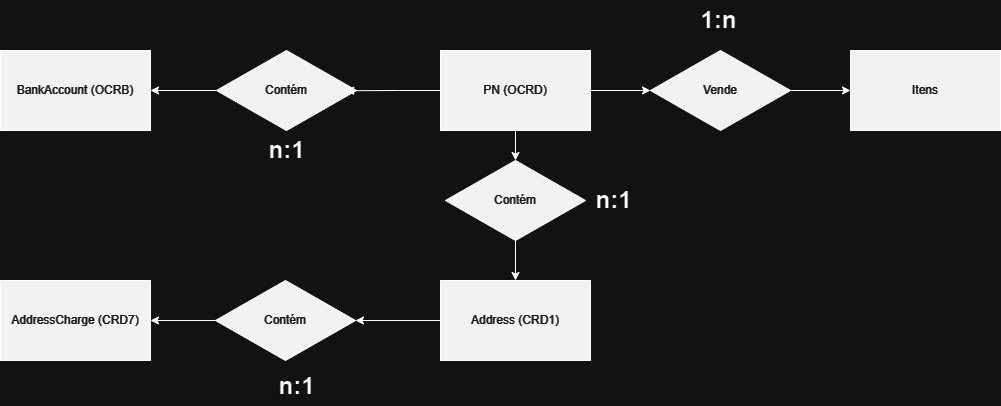 1:n
BankAccount (OCRB)
Contém
PN (OCRD)
Vende
Itens
n:1
Contém
n:1
AddressCharge (CRD7)
Contém
Address (CRD1)
n:1